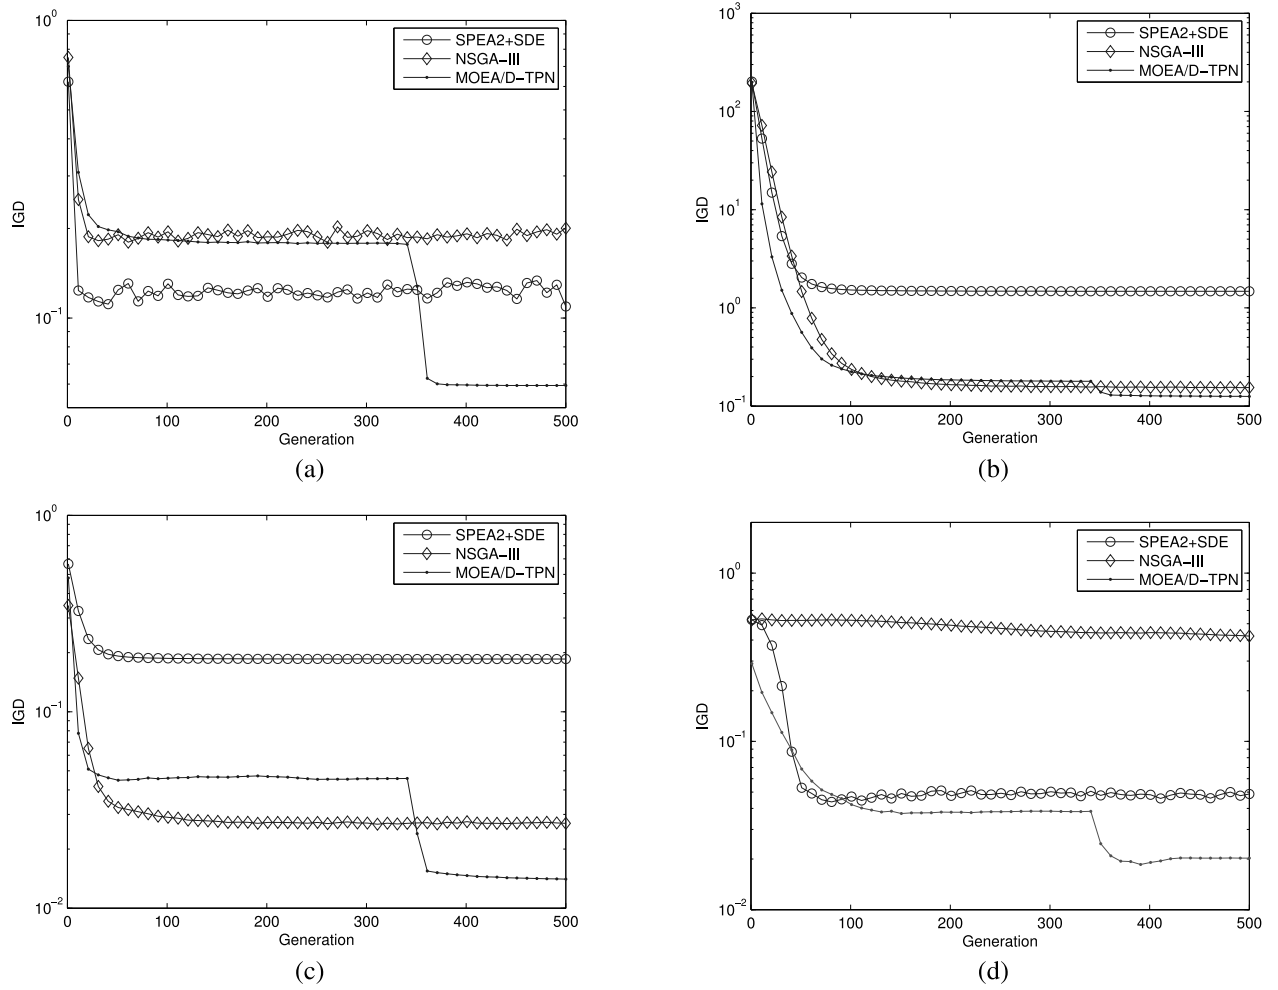 10^0
10^-1
IGD
SPEA2+SDE
NSGA-III
MOEA/D-TPN
0 100 200 300 400 500
Generation
(a)
10^3
10^2
10^1
10^0
10^-1
IGD
SPEA2+SDE
NSGA-III
MOEA/D-TPN
0 100 200 300 400 500
Generation
(b)
10^0
10^-1
10^-2
IGD
SPEA2+SDE
NSGA-III
MOEA/D-TPN
0 100 200 300 400 500
Generation
(c)
10^0
10^-1
10^-2
IGD
SPEA2+SDE
NSGA-III
MOEA/D-TPN
0 100 200 300 400 500
Generation
(d)